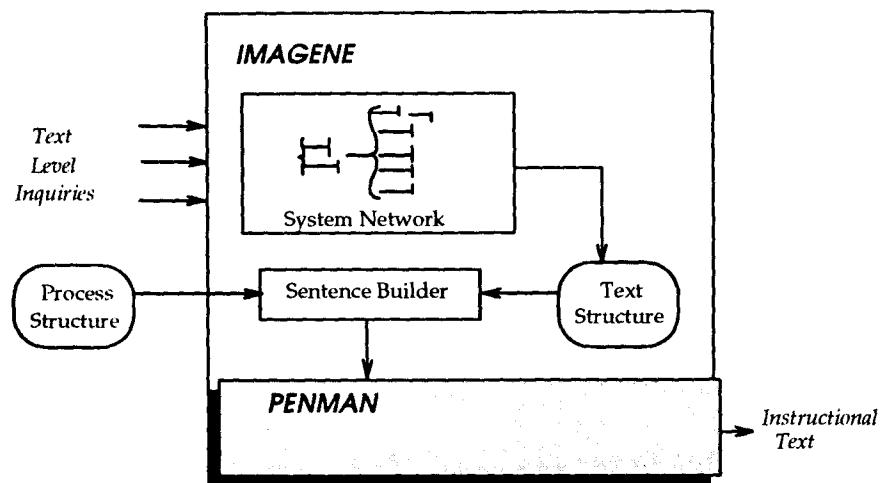 IMAGENE
Text
Level
Inquiries
System Network
Process
Structure
Sentence Builder
Text
Structure
PENMAN
Instructional
Text